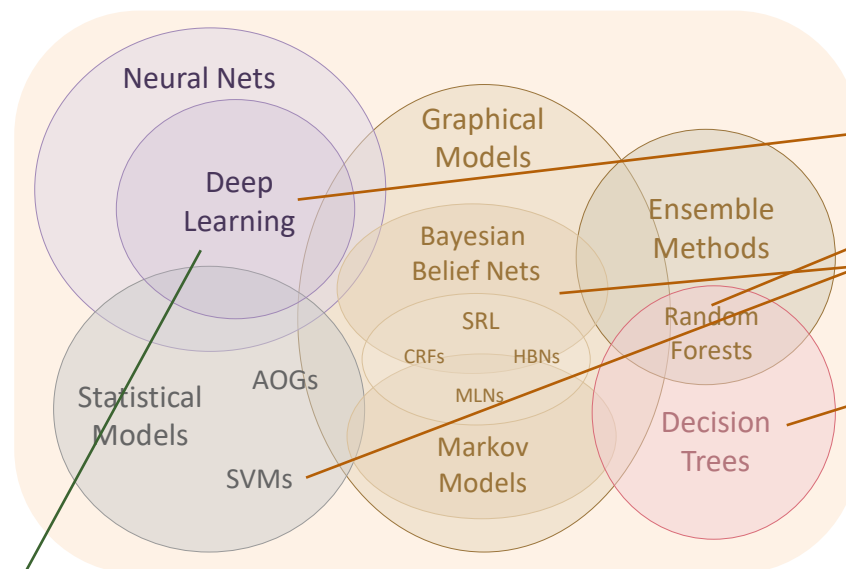 Neural Nets
Deep
Learning
Graphical
Models
Ensemble
Methods
Bayesian
Belief Nets
SRL
CRFs
HBNs
MLNs
Random
Forests
AOGs
Statistical
Models
SVMs
Markov
Models
Decision
Trees